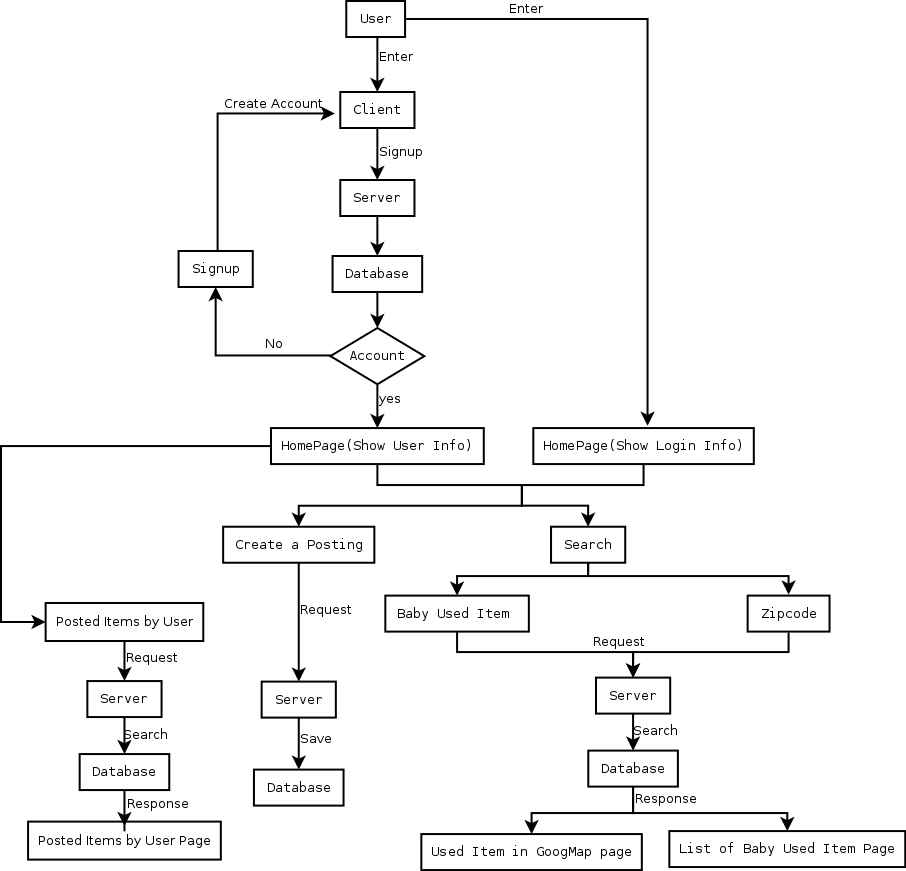 Enter
User
Enter
Create Account
Client
Signup
Server
Signup
Database
No
Account
yes
HomePage(Show User Info)
HomePage(Show Login Info)
Create a Posting
Search
Request
Baby Used Item
Zipcode
Posted Items by User
Request
Request
Server
Server
Server
Search
Save
Search
Database
Database
Database
Response
Response
Posted Items by User Page
Used Item in GoogMap page
List of Baby Used Item Page